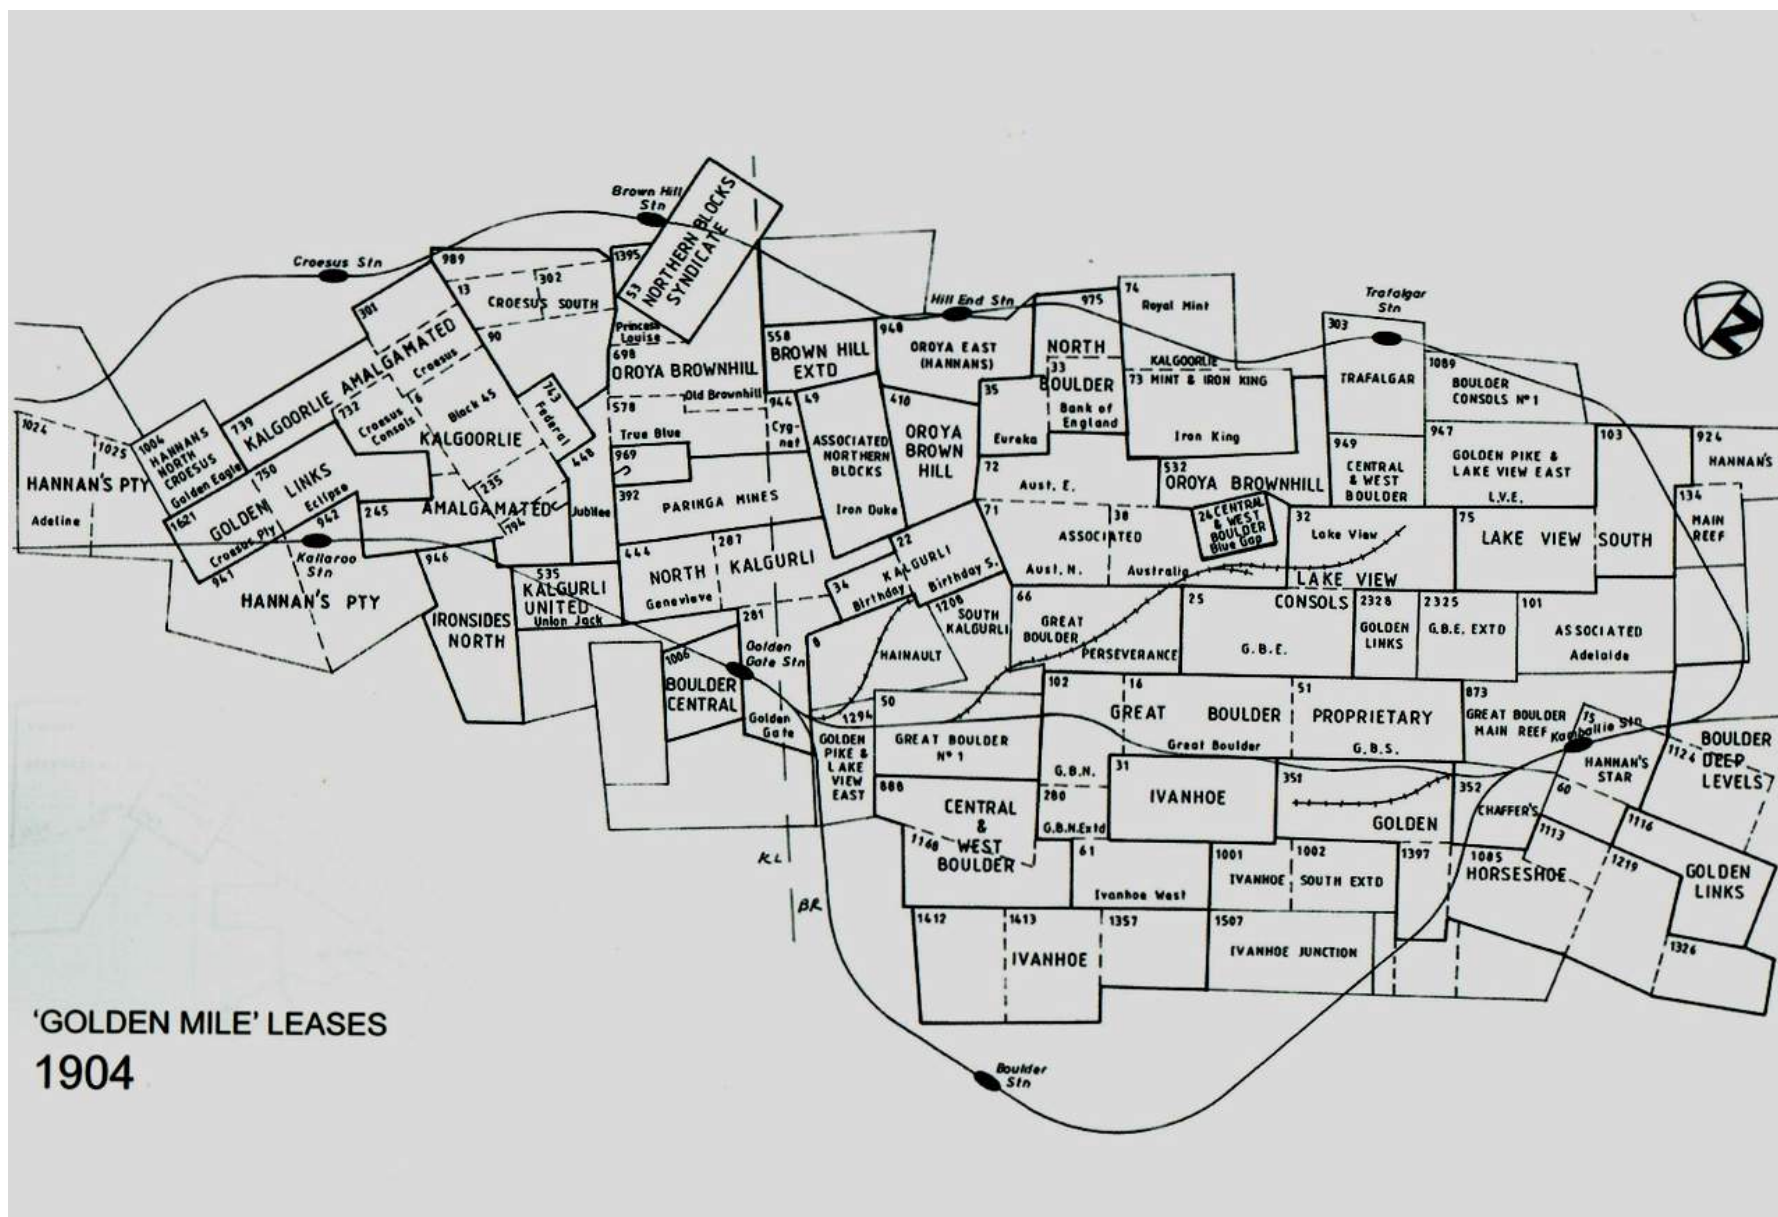 Brown Hill
Stn
Croesus Stn
Hill End Stn
Trafalgar
Stn
N
53
NORTHERN BLOCKS
SYNDICATE
1395
989
13
302
CROESUS SOUTH
301
90
Croesus
KALGOORLIE AMALGAMATED
739
732
Croesus
Consols
6
Block 45
KALGOORLIE
AMALGAMATED
235
794
743
Federal
448
Jubilee
Princess
Louise
698
OROYA BROWNHILL
Old Brownhill
578
True Blue
969
392
PARINGA MINES
558
BROWN HILL
EXTD
944
Cyg-
net
49
ASSOCIATED
NORTHERN
BLOCKS
Iron Duke
948
OROYA EAST
(HANNANS)
410
OROYA
BROWN
HILL
975
NORTH
BOULDER
33
Bank of
England
35
Eureka
74
Royal Mint
KALGOORLIE
73 MINT & IRON KING
Iron King
303
TRAFALGAR
1089
BOULDER
CONSOLS Nº 1
949
CENTRAL
& WEST
BOULDER
947
GOLDEN PIKE &
LAKE VIEW EAST
L.V.E.
103
924
HANNAN'S
134
MAIN
REEF
1024
1025
HANNAN'S PTY
Adeline
1004
HANNANS
NORTH
CROESUS
Golden Eagle
750
GOLDEN LINKS
1621
Croesus Pty
Eclipse
942
245
Kallaroo
Stn
941
HANNAN'S PTY
946
IRONSIDES
NORTH
535
KALGURLI
UNITED
Union Jack
444
287
NORTH KALGURLI
Genevieve
281
Golden
Gate Stn
Golden
Gate
1006
BOULDER
CENTRAL
34
Birthday
22
KALGURLI
Birthday S.
72
Aust. E.
71
38
ASSOCIATED
Aust. N.
Australia
532
OROYA BROWNHILL
24 CENTRAL
& WEST
BOULDER
Blue Gap
32
Lake View
LAKE VIEW
CONSOLS
75
LAKE VIEW SOUTH
8
HAINAULT
1208
SOUTH
KALGURLI
66
GREAT
BOULDER
PERSEVERANCE
25
G.B.E.
2328
GOLDEN
LINKS
2325
G.B.E. EXTD
101
ASSOCIATED
Adelaide
1294
GOLDEN
PIKE &
LAKE
VIEW
EAST
50
GREAT BOULDER
Nº 1
102
G.B.N.
16
GREAT BOULDER
Great Boulder
51
PROPRIETARY
G.B.S.
873
GREAT BOULDER
MAIN REEF
15
Kamballie Stn
HANNAN'S
STAR
60
BOULDER
DEEP
LEVELS
1124
888
CENTRAL
&
WEST
BOULDER
1168
280
G.B.N.Extd
31
IVANHOE
351
GOLDEN
HORSESHOE
352
CHAFFER'S
1113
1116
1219
GOLDEN
LINKS
61
Ivanhoe West
1001
1002
IVANHOE SOUTH EXTD
1397
1085
1412
1413
IVANHOE
1357
1507
IVANHOE JUNCTION
1326
KL
BR
Boulder
Stn
‘GOLDEN MILE’ LEASES
1904